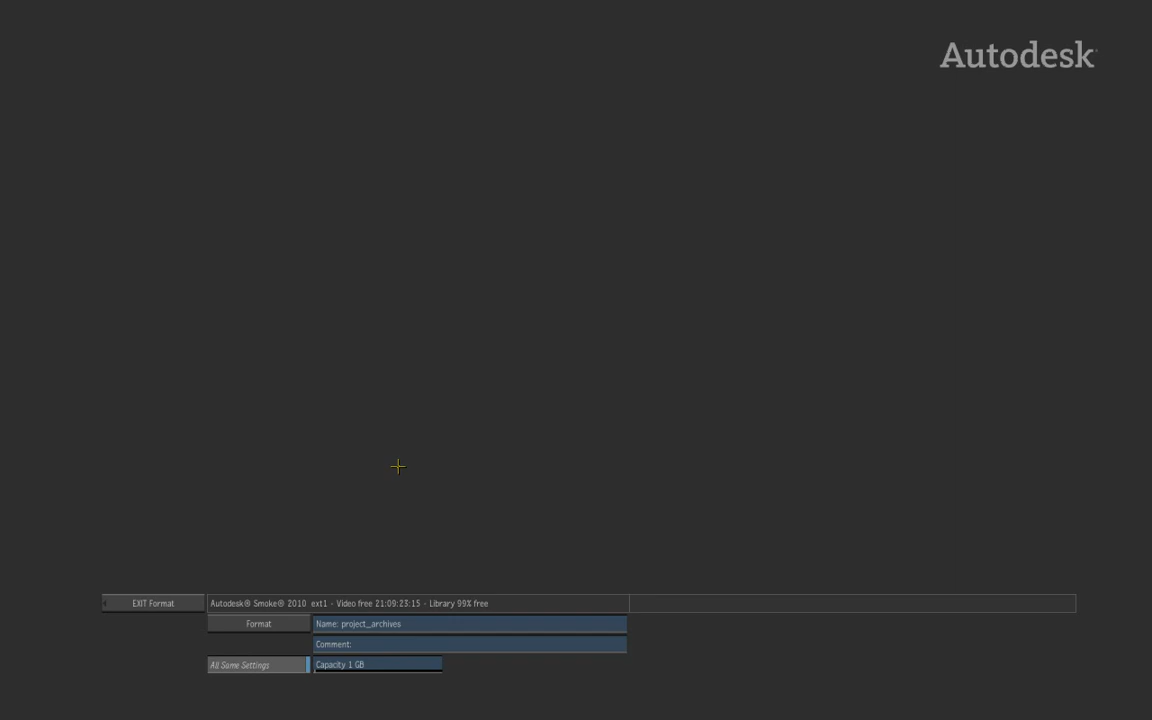 Autodesk
EXIT Format
Autodesk® Smoke® 2010 ext1 - Video free 21:09:23:15 - Library 99% free
Format
Name: project_archives
Comment:
All Same Settings
Capacity 1 GB